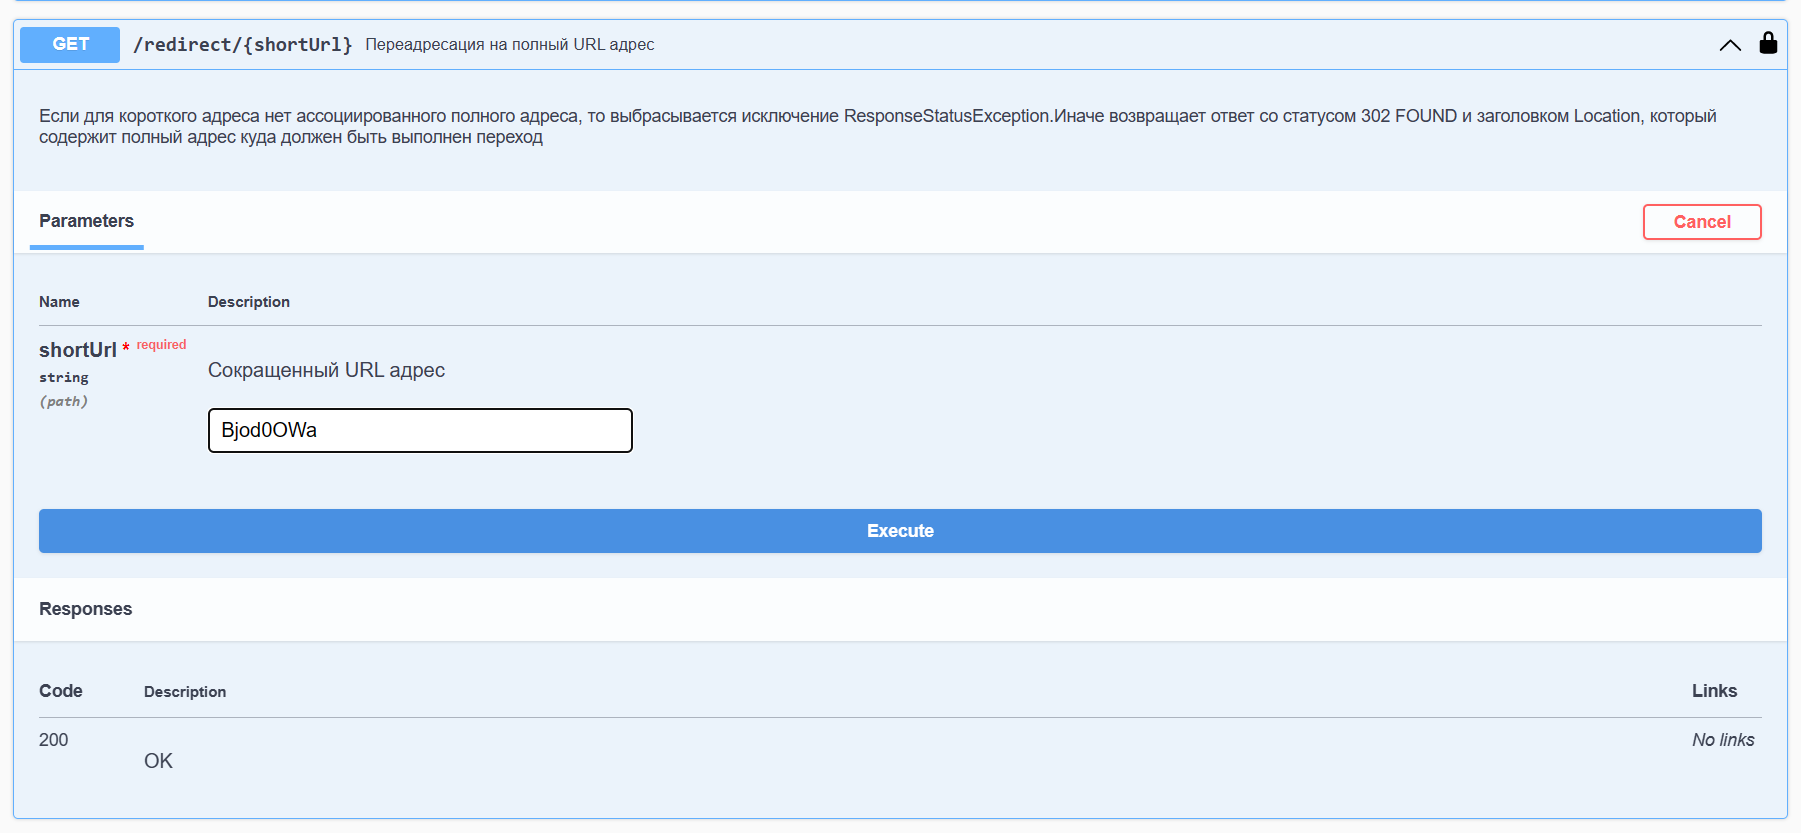 GET /redirect/{shortUrl} Переадресация на полный URL адрес
Если для короткого адреса нет ассоциированного полного адреса, то выбрасывается исключение ResponseStatusException.Иначе возвращает ответ со статусом 302 FOUND и заголовком Location, который
содержит полный адрес куда должен быть выполнен переход
Parameters
Cancel
Name Description
shortUrl * required
string
(path)
Сокращенный URL адрес
Bjod0OWa
Execute
Responses
Code Description Links
200 No links
OK